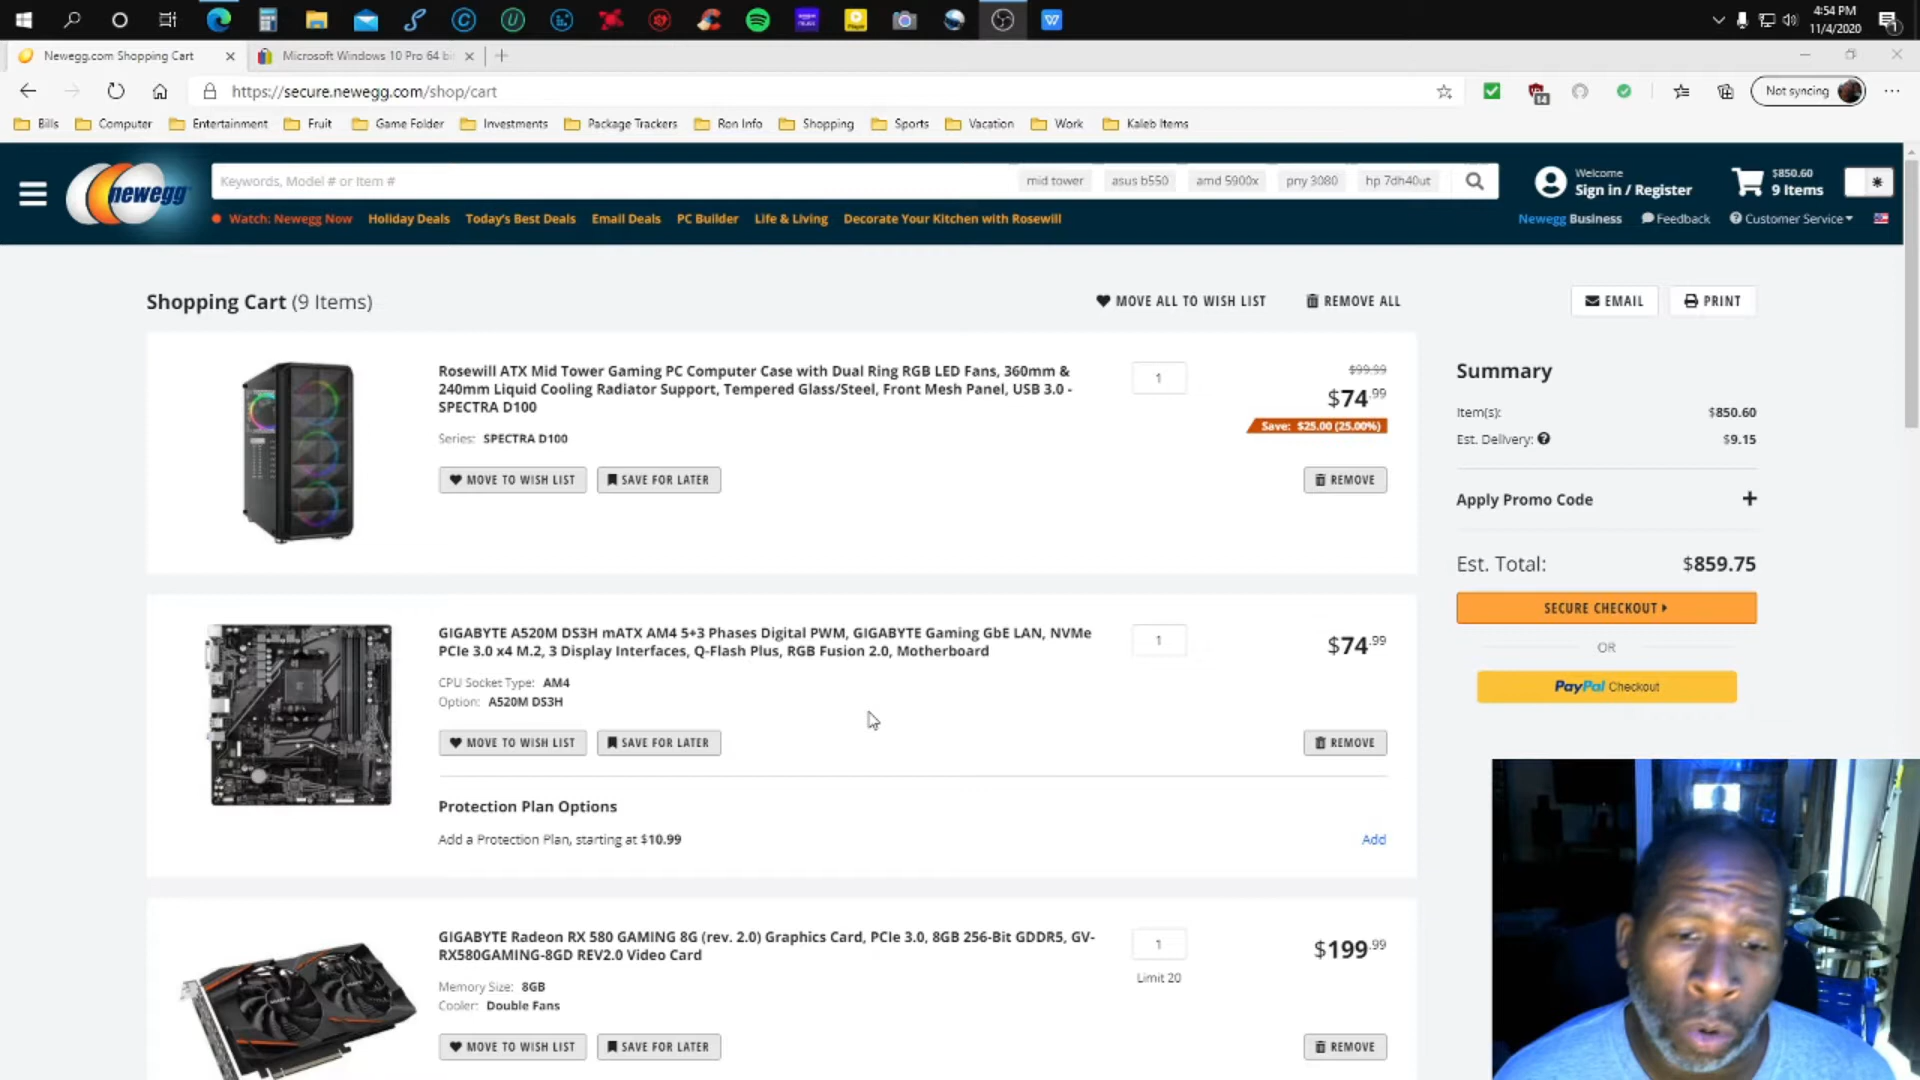 4:54 PM
11/4/2020
Newegg.com Shopping Cart
Microsoft Windows 10 Pro 64 bi
https://secure.newegg.com/shop/cart
14
Not syncing
Bills
Computer
Entertainment
Fruit
Game Folder
Investments
Package Trackers
Ron Info
Shopping
Sports
Vacation
Work
Kaleb Items
newegg
Keywords, Model # or Item #
mid tower
asus b550
amd 5900x
pny 3080
hp 7dh40ut
Welcome
Sign in / Register
$850.60
9 Items
Watch: Newegg Now
Holiday Deals
Today's Best Deals
Email Deals
PC Builder
Life & Living
Decorate Your Kitchen with Rosewill
Newegg Business
Feedback
Customer Service
Shopping Cart (9 Items)
MOVE ALL TO WISH LIST
REMOVE ALL
EMAIL
PRINT
Rosewill ATX Mid Tower Gaming PC Computer Case with Dual Ring RGB LED Fans, 360mm &
240mm Liquid Cooling Radiator Support, Tempered Glass/Steel, Front Mesh Panel, USB 3.0 -
SPECTRA D100
Series: SPECTRA D100
1
$99.99
$74.99
Save: $25.00 (25.00%)
MOVE TO WISH LIST
SAVE FOR LATER
REMOVE
Summary
Item(s): $850.60
Est. Delivery: $9.15
Apply Promo Code +
Est. Total: $859.75
SECURE CHECKOUT
OR
PayPal Checkout
GIGABYTE A520M DS3H mATX AM4 5+3 Phases Digital PWM, GIGABYTE Gaming GbE LAN, NVMe
PCIe 3.0 x4 M.2, 3 Display Interfaces, Q-Flash Plus, RGB Fusion 2.0, Motherboard
CPU Socket Type: AM4
Option: A520M DS3H
1
$74.99
MOVE TO WISH LIST
SAVE FOR LATER
REMOVE
Protection Plan Options
Add a Protection Plan, starting at $10.99
Add
GIGABYTE Radeon RX 580 GAMING 8G (rev. 2.0) Graphics Card, PCIe 3.0, 8GB 256-Bit GDDR5, GV-
RX580GAMING-8GD REV2.0 Video Card
Memory Size: 8GB
Cooler: Double Fans
1
Limit 20
$199.99
MOVE TO WISH LIST
SAVE FOR LATER
REMOVE